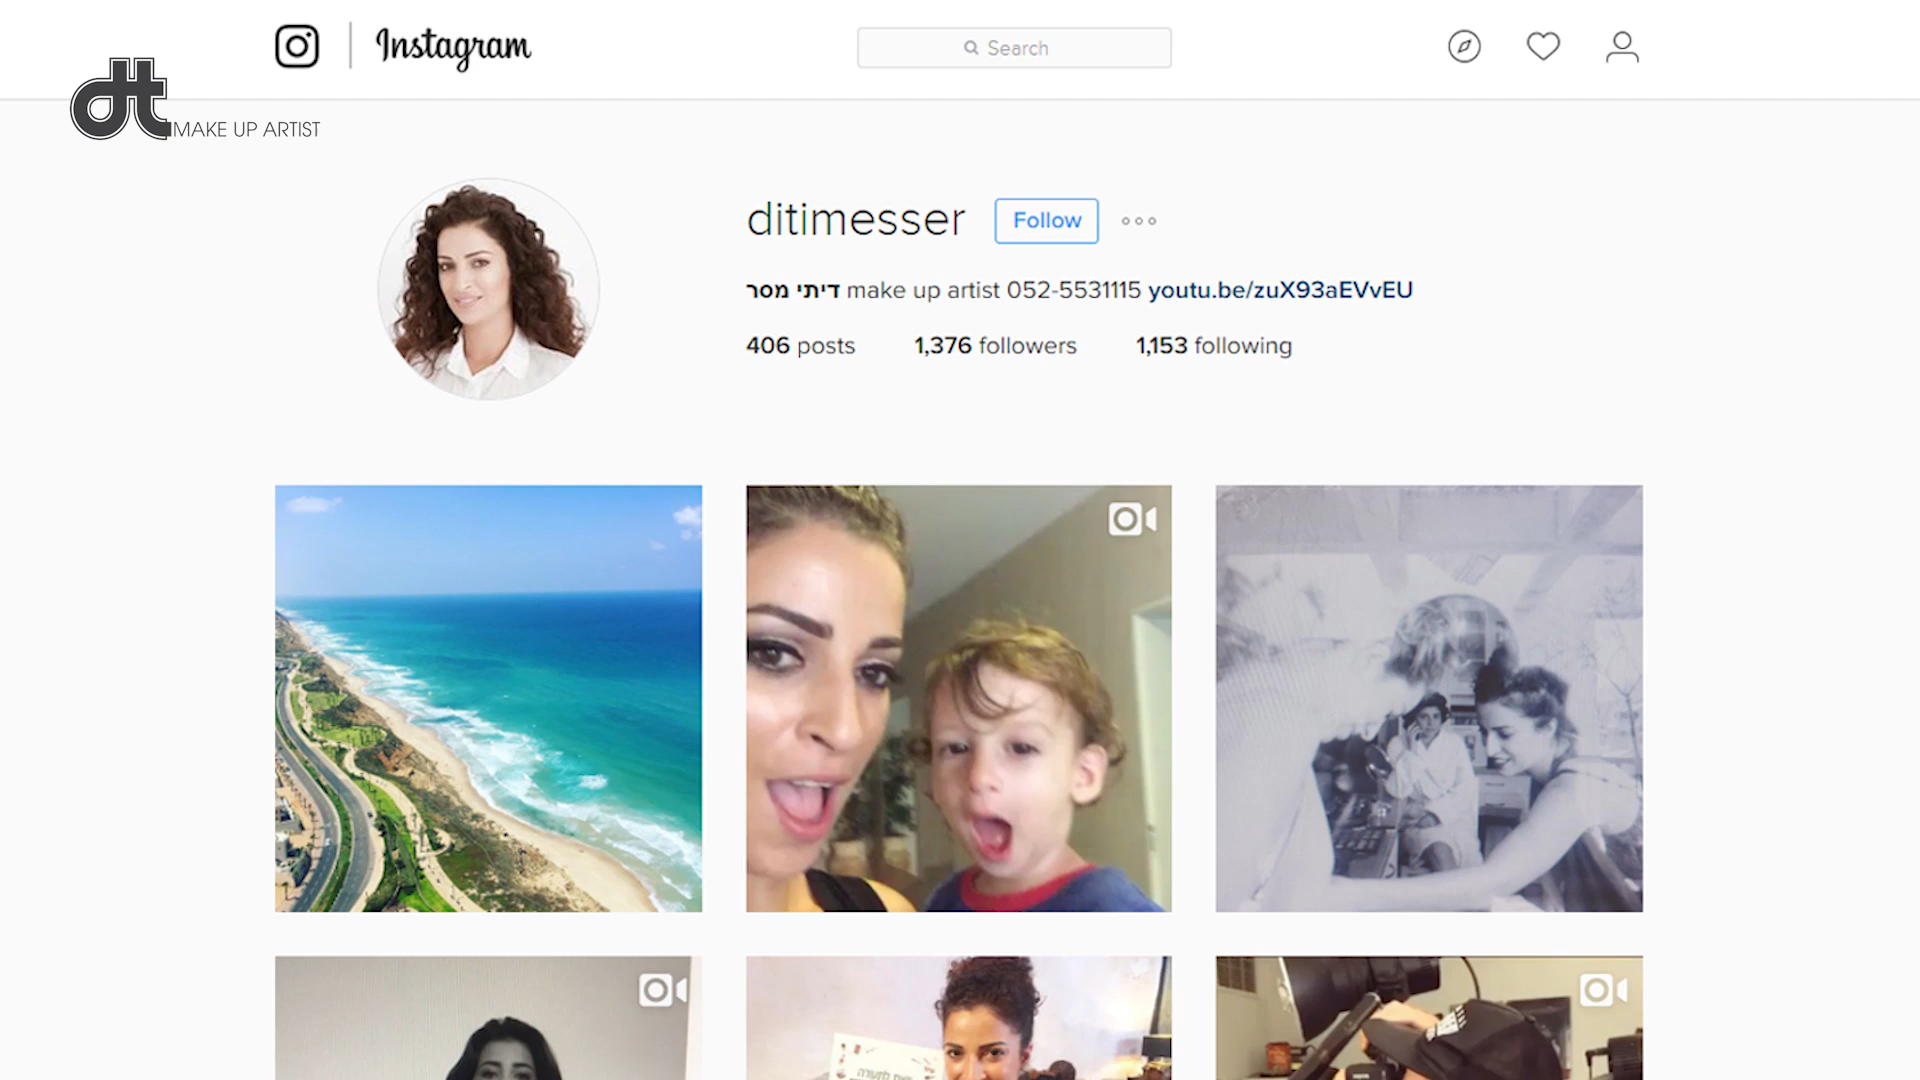 Instagram
Search
dt MAKE UP ARTIST
ditimesser Follow
דיתי מסר make up artist 052-5531115 youtu.be/zuX93aEVvEU
406 posts 1,376 followers 1,153 following
לתעודה